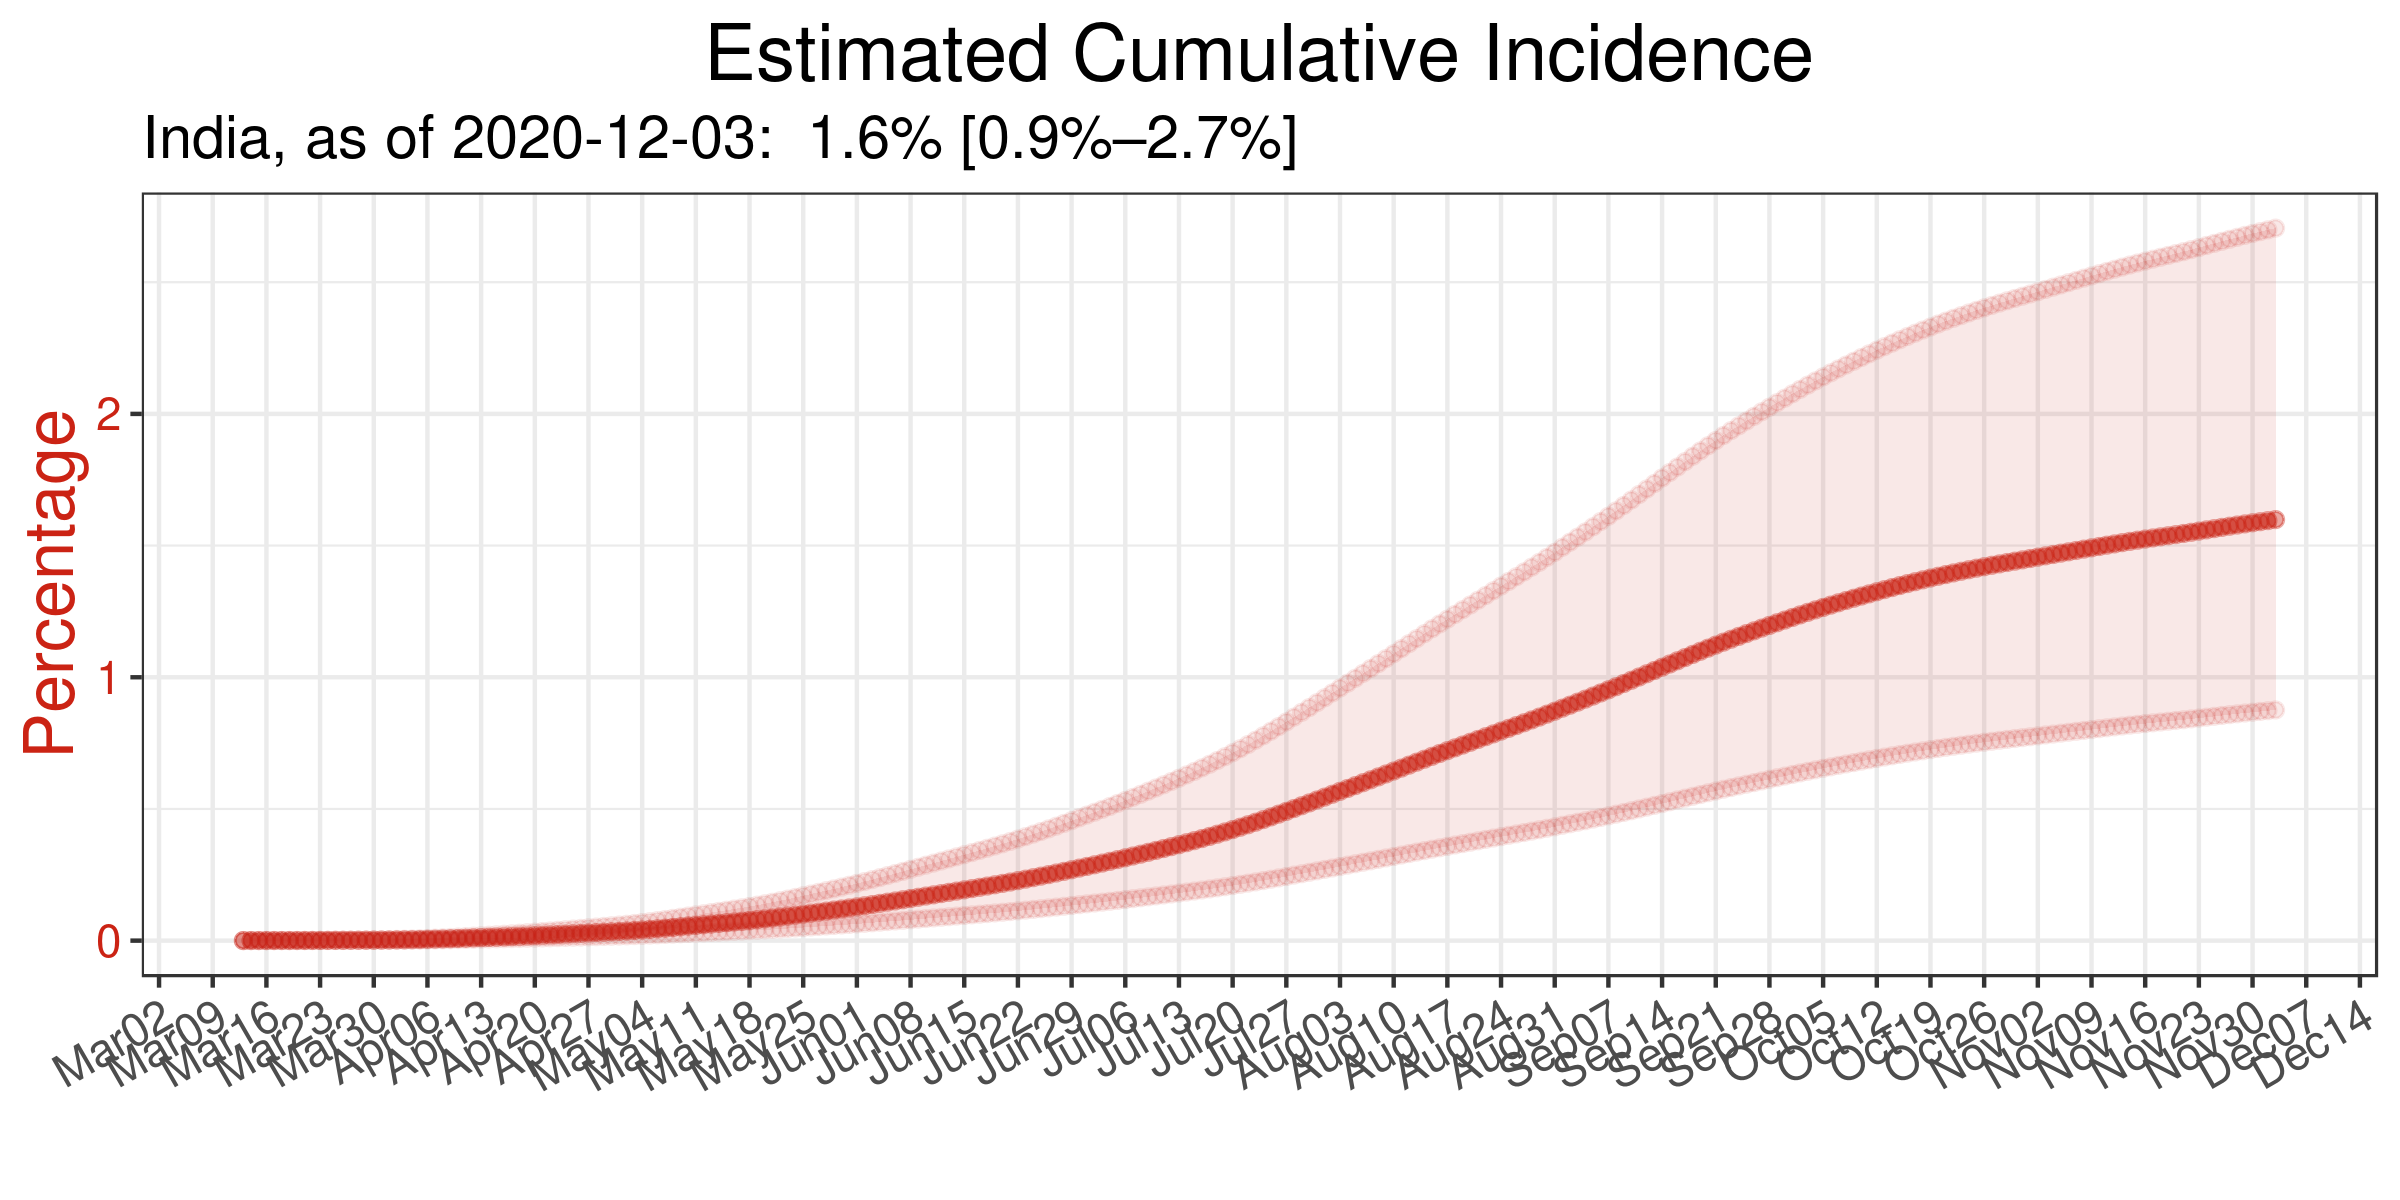 Estimated Cumulative Incidence
India, as of 2020-12-03:  1.6% [0.9%–2.7%]
Percentage
2
1
0
Mar02
Mar09
Mar16
Mar23
Mar30
Apr06
Apr13
Apr20
Apr27
May04
May11
May18
May25
Jun01
Jun08
Jun15
Jun22
Jun29
Jul06
Jul13
Jul20
Jul27
Aug03
Aug10
Aug17
Aug24
Aug31
Sep07
Sep14
Sep21
Sep28
Oct05
Oct12
Oct19
Oct26
Nov02
Nov09
Nov16
Nov23
Nov30
Dec07
Dec14